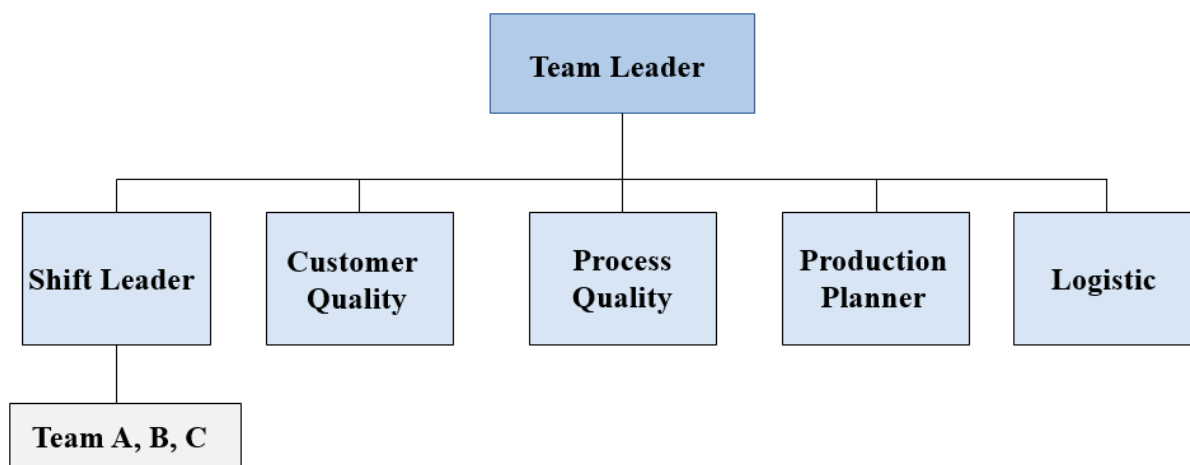 Team Leader
Shift Leader
Customer
Quality
Process
Quality
Production
Planner
Logistic
Team A, B, C